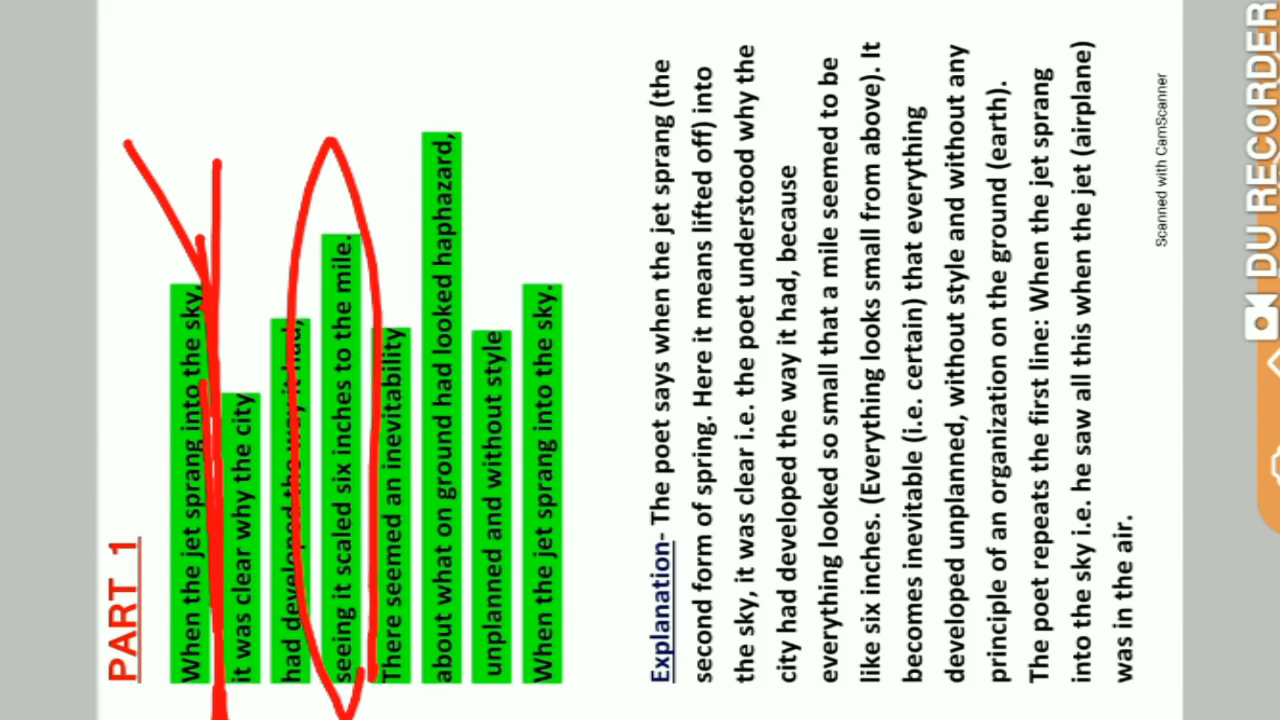 PART 1
When the jet sprang into the sky,
it was clear why the city
had developed the way it had,
seeing it scaled six inches to the mile.
There seemed an inevitability
about what on ground had looked haphazard,
unplanned and without style
When the jet sprang into the sky.
Explanation- The poet says when the jet sprang (the
second form of spring. Here it means lifted off) into
the sky, it was clear i.e. the poet understood why the
city had developed the way it had, because
everything looked so small that a mile seemed to be
like six inches. (Everything looks small from above). It
becomes inevitable (i.e. certain) that everything
developed unplanned, without style and without any
principle of an organization on the ground (earth).
The poet repeats the first line: When the jet sprang
into the sky i.e. he saw all this when the jet (airplane)
was in the air.
Scanned with CamScanner
DU RECORDER